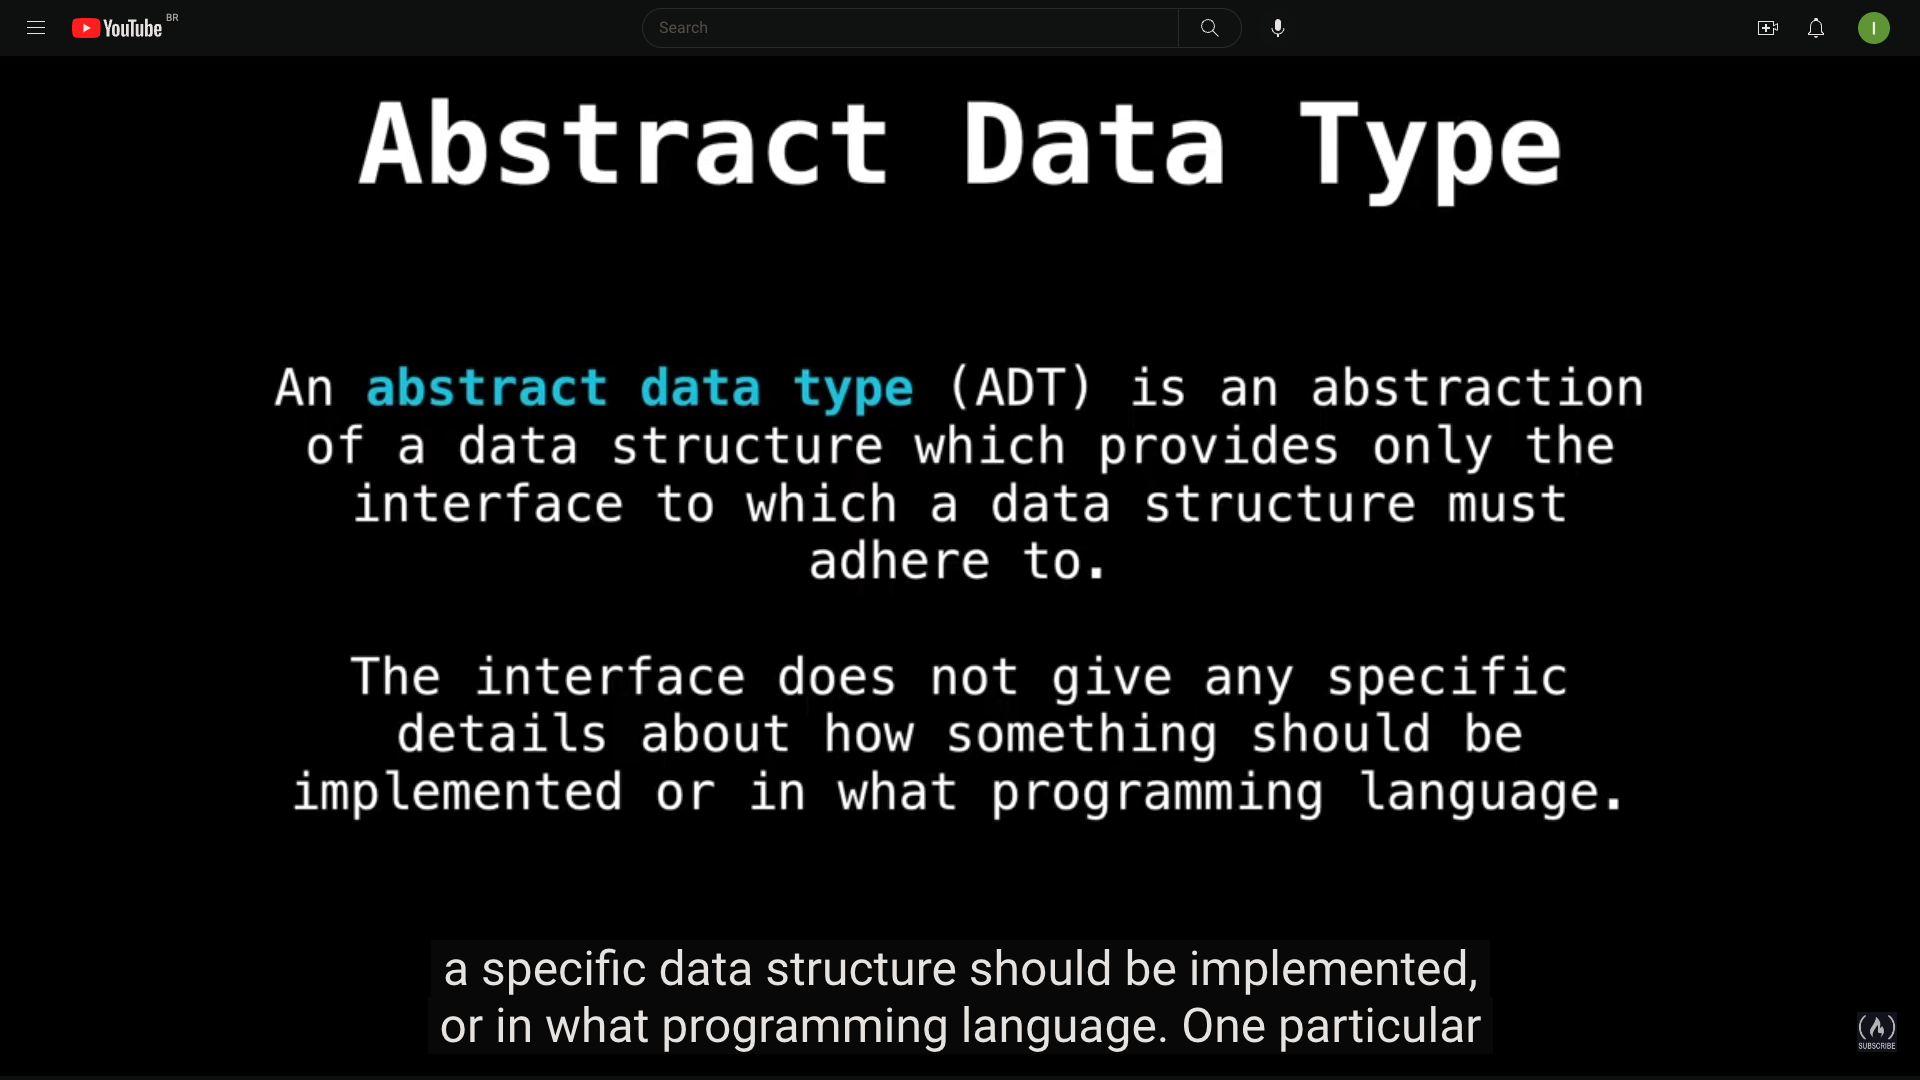 YouTube BR
Search
I
Abstract Data Type
An abstract data type (ADT) is an abstraction
of a data structure which provides only the
interface to which a data structure must
adhere to.
The interface does not give any specific
details about how something should be
implemented or in what programming language.
a specific data structure should be implemented,
or in what programming language. One particular
SUBSCRIBE